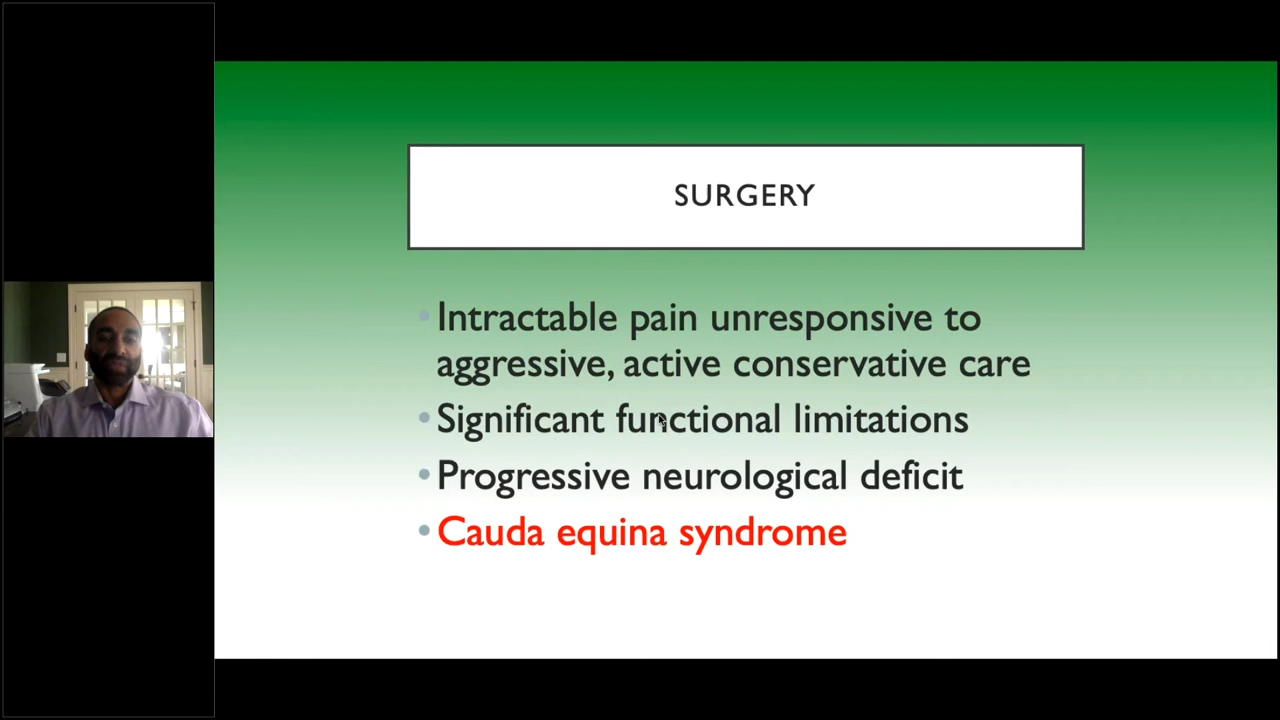 SURGERY
Intractable pain unresponsive to
aggressive, active conservative care
Significant functional limitations
Progressive neurological deficit
Cauda equina syndrome